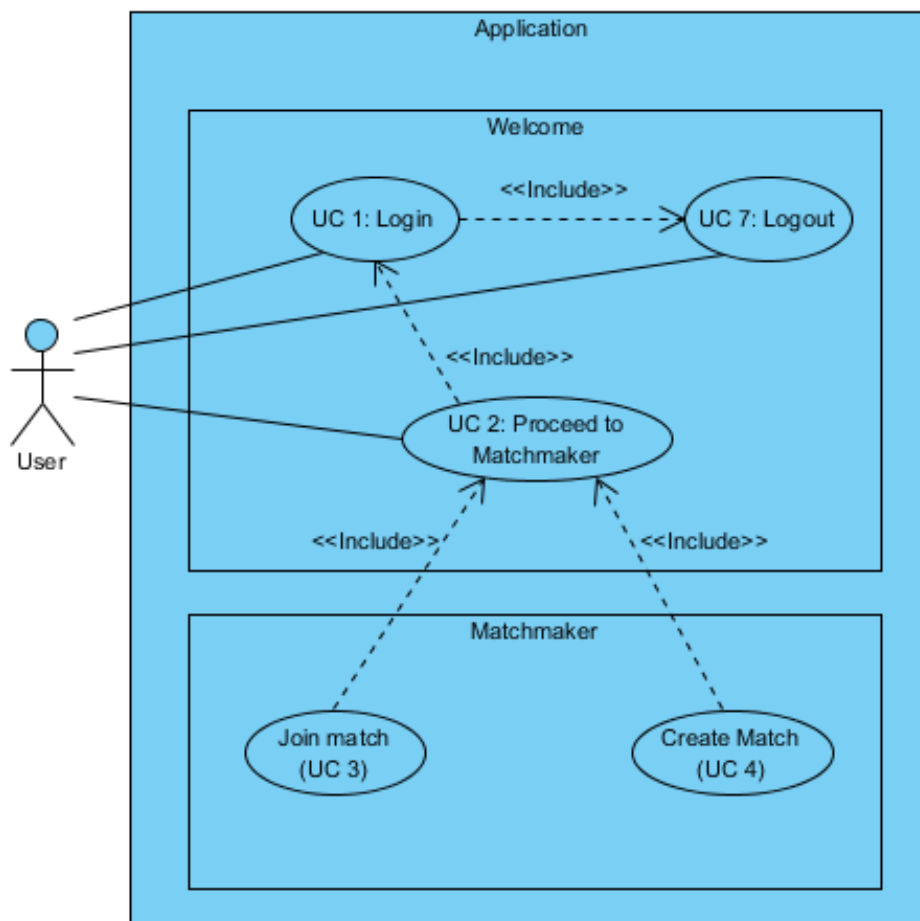 Application
Welcome
<<Include>>
UC 1: Login
UC 7: Logout
<<Include>>
UC 2: Proceed to
Matchmaker
User
<<Include>>
<<Include>>
Matchmaker
Join match
(UC 3)
Create Match
(UC 4)